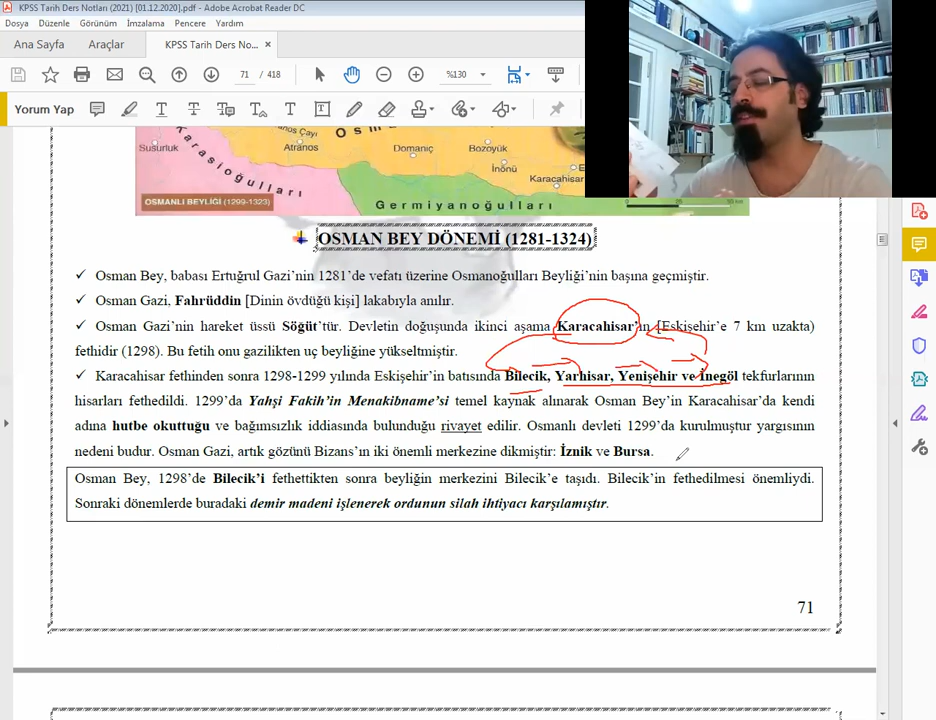 KPSS Tarih Ders Notları (2021) [01.12.2020].pdf - Adobe Acrobat Reader DC
Dosya Düzenle Görünüm İmzalama Pencere Yardım
Ana Sayfa Araçlar KPSS Tarih Ders No... ×
71 / 418 %130
Yorum Yap
Susurluk
Karasioğulları
Atranos
Domaniç
Bozöyük
İnönü
Karacahisar
OSMANLI BEYLİĞİ (1299-1323)
Germiyanoğulları
OSMAN BEY DÖNEMİ (1281-1324)
✓ Osman Bey, babası Ertuğrul Gazi'nin 1281'de vefatı üzerine Osmanoğulları Beyliği'nin başına geçmiştir.
✓ Osman Gazi, Fahrüddin [Dinin övdüğü kişi] lakabıyla anılır.
✓ Osman Gazi'nin hareket üssü Söğüt'tür. Devletin doğuşunda ikinci aşama Karacahisar'ın [Eskişehir'e 7 km uzakta)
fethidir (1298). Bu fetih onu gazilikten uç beyliğine yükseltmiştir.
✓ Karacahisar fethinden sonra 1298-1299 yılında Eskişehir'in batısında Bilecik, Yarhisar, Yenişehir ve İnegöl tekfurlarının
hisarları fethedildi. 1299'da Yahşi Fakih'in Menakibname'si temel kaynak alınarak Osman Bey'in Karacahisar'da kendi
adına hutbe okuttuğu ve bağımsızlık iddiasında bulunduğu rivayet edilir. Osmanlı devleti 1299'da kurulmuştur yargısının
nedeni budur. Osman Gazi, artık gözünü Bizans'ın iki önemli merkezine dikmiştir: İznik ve Bursa.
Osman Bey, 1298'de Bilecik'i fethettikten sonra beyliğin merkezini Bilecik'e taşıdı. Bilecik'in fethedilmesi önemliydi.
Sonraki dönemlerde buradaki demir madeni işlenerek ordunun silah ihtiyacı karşılamıştır.
71